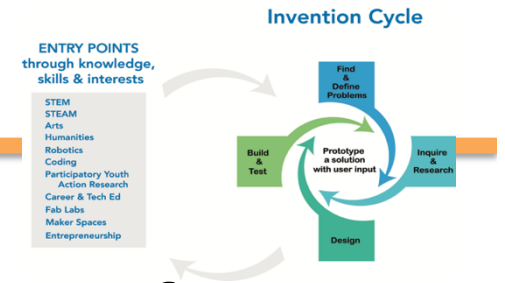 Invention Cycle
ENTRY POINTS
through knowledge,
skills & interests
STEM
STEAM
Arts
Humanities
Robotics
Coding
Participatory Youth
Action Research
Career & Tech Ed
Fab Labs
Maker Spaces
Entrepreneurship
Find
&
Define
Problems
Build
&
Test
Prototype
a solution
with user input
Inquire
&
Research
Design